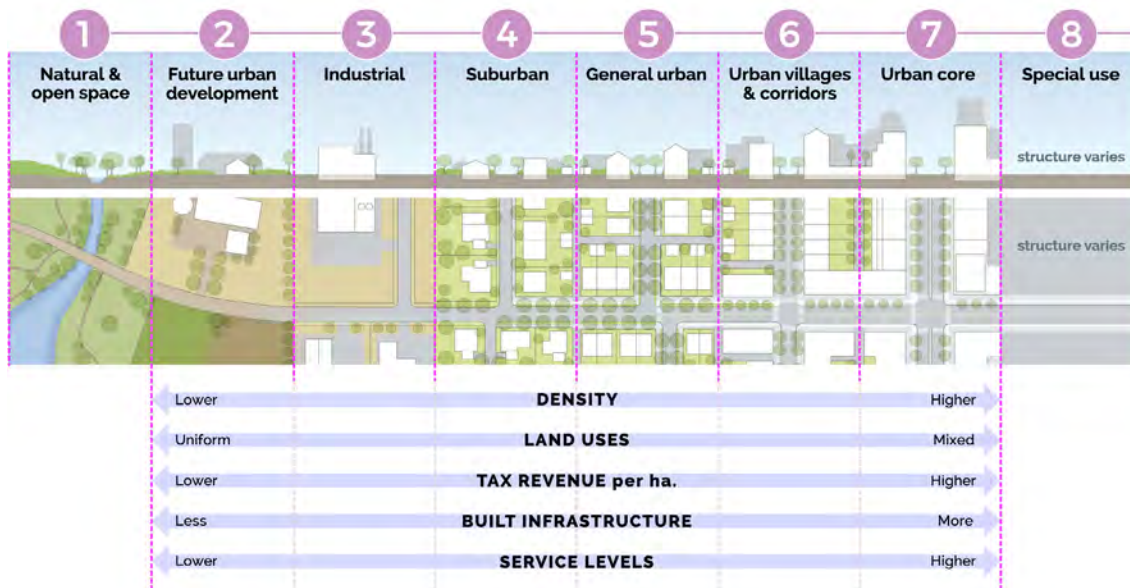 1
2
3
4
5
6
7
8
Natural &
open space
Future urban
development
Industrial
Suburban
General urban
Urban villages
& corridors
Urban core
Special use
structure varies
structure varies
Lower DENSITY Higher
Uniform LAND USES Mixed
Lower TAX REVENUE per ha. Higher
Less BUILT INFRASTRUCTURE More
Lower SERVICE LEVELS Higher